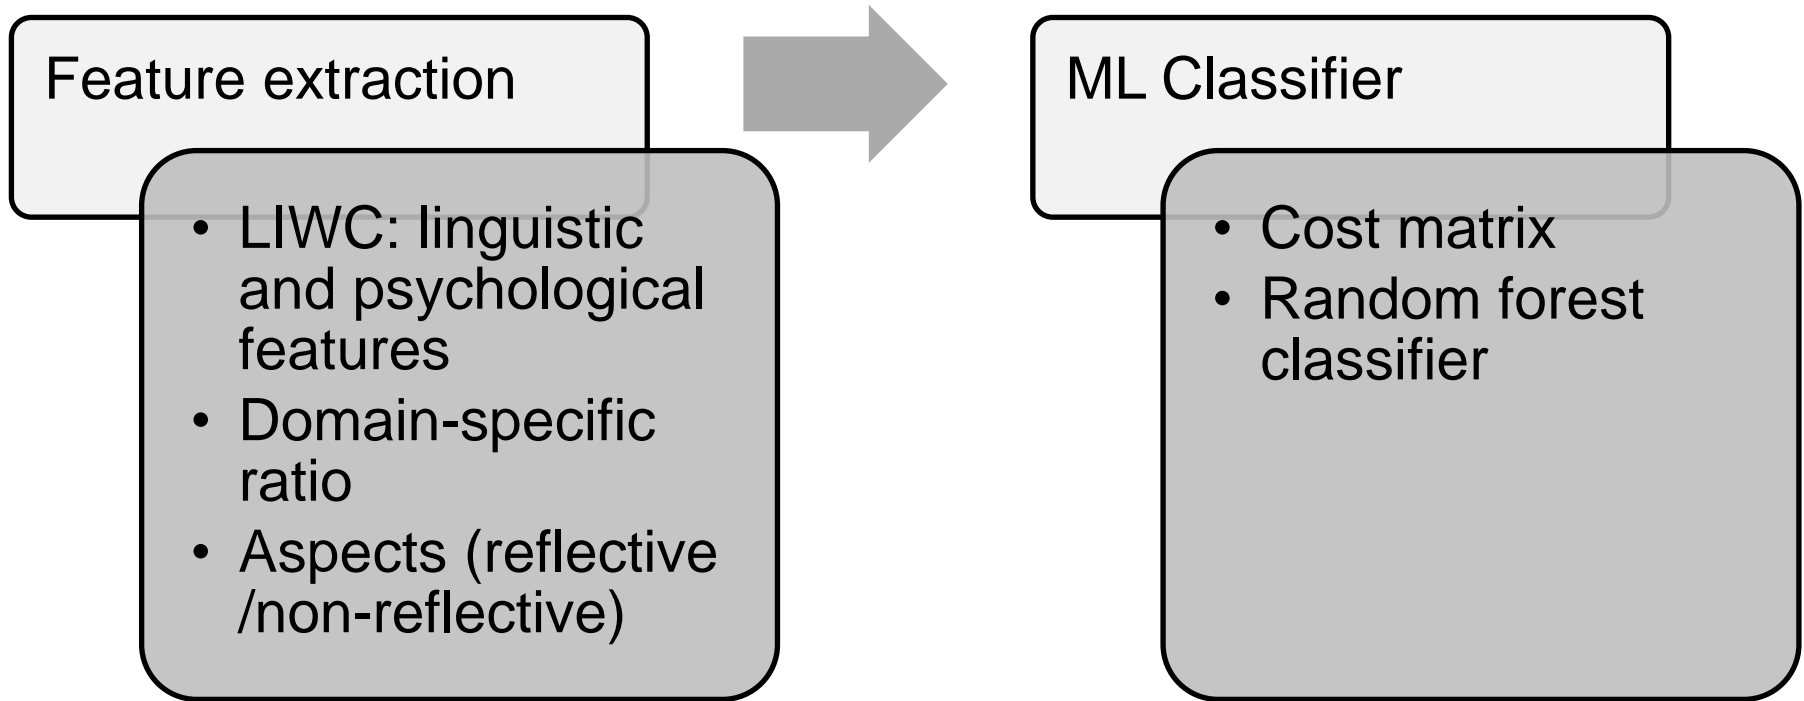 Feature extraction
• LIWC: linguistic
and psychological
features
• Domain-specific
ratio
• Aspects (reflective
/non-reflective)
ML Classifier
• Cost matrix
• Random forest
classifier